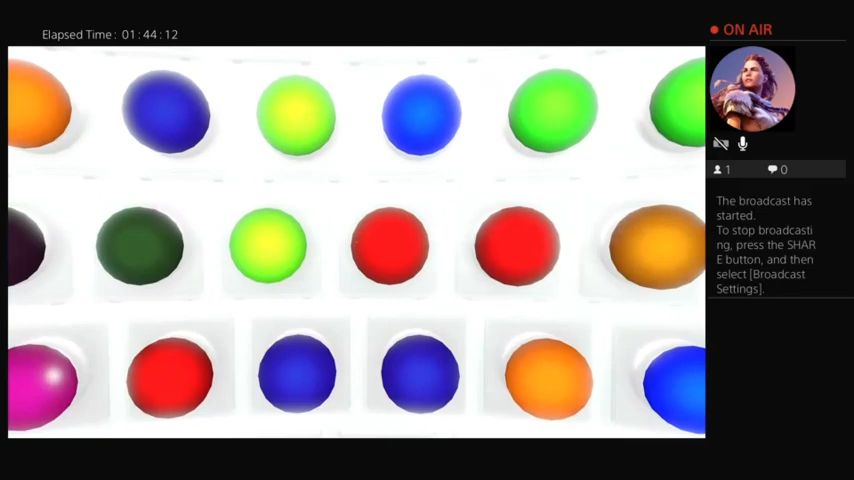 Elapsed Time: 01:44:12
ON AIR
1
0
The broadcast has
started.
To stop broadcasti
ng, press the SHAR
E button, and then
select [Broadcast
Settings].